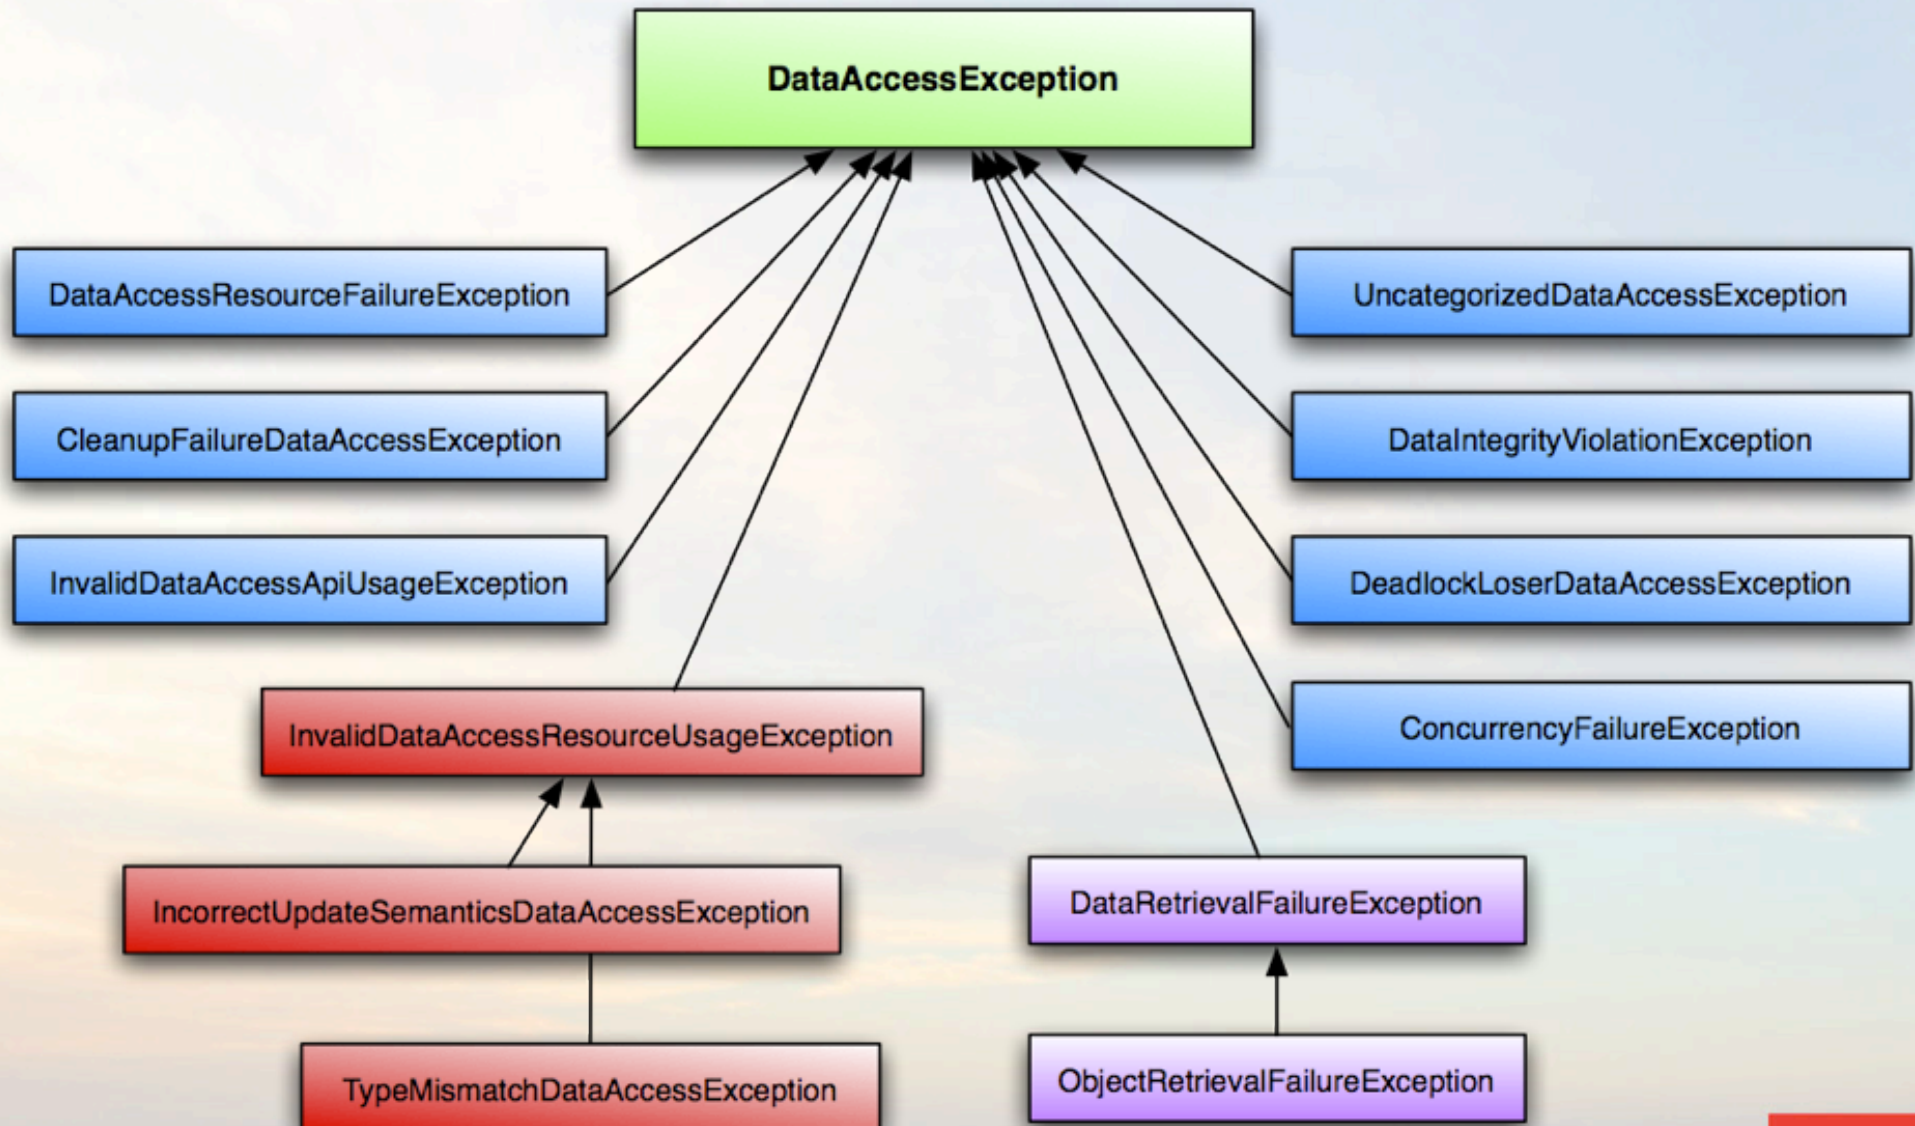 DataAccessException
DataAccessResourceFailureException
UncategorizedDataAccessException
CleanupFailureDataAccessException
DataIntegrityViolationException
InvalidDataAccessApiUsageException
DeadlockLoserDataAccessException
InvalidDataAccessResourceUsageException
ConcurrencyFailureException
IncorrectUpdateSemanticsDataAccessException
DataRetrievalFailureException
TypeMismatchDataAccessException
ObjectRetrievalFailureException